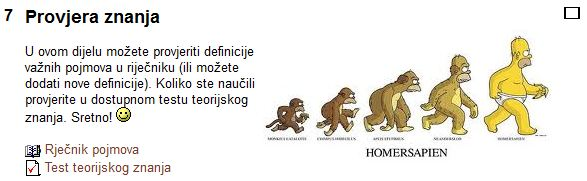 7 Provjera znanja
U ovom dijelu možete provjeriti definicije
važnih pojmova u riječniku (ili možete
dodati nove definicije). Koliko ste naučili
provjerite u dostupnom testu teorijskog
znanja. Sretno!
HOMERSAPIEN
Rječnik pojmova
Test teorijskog znanja